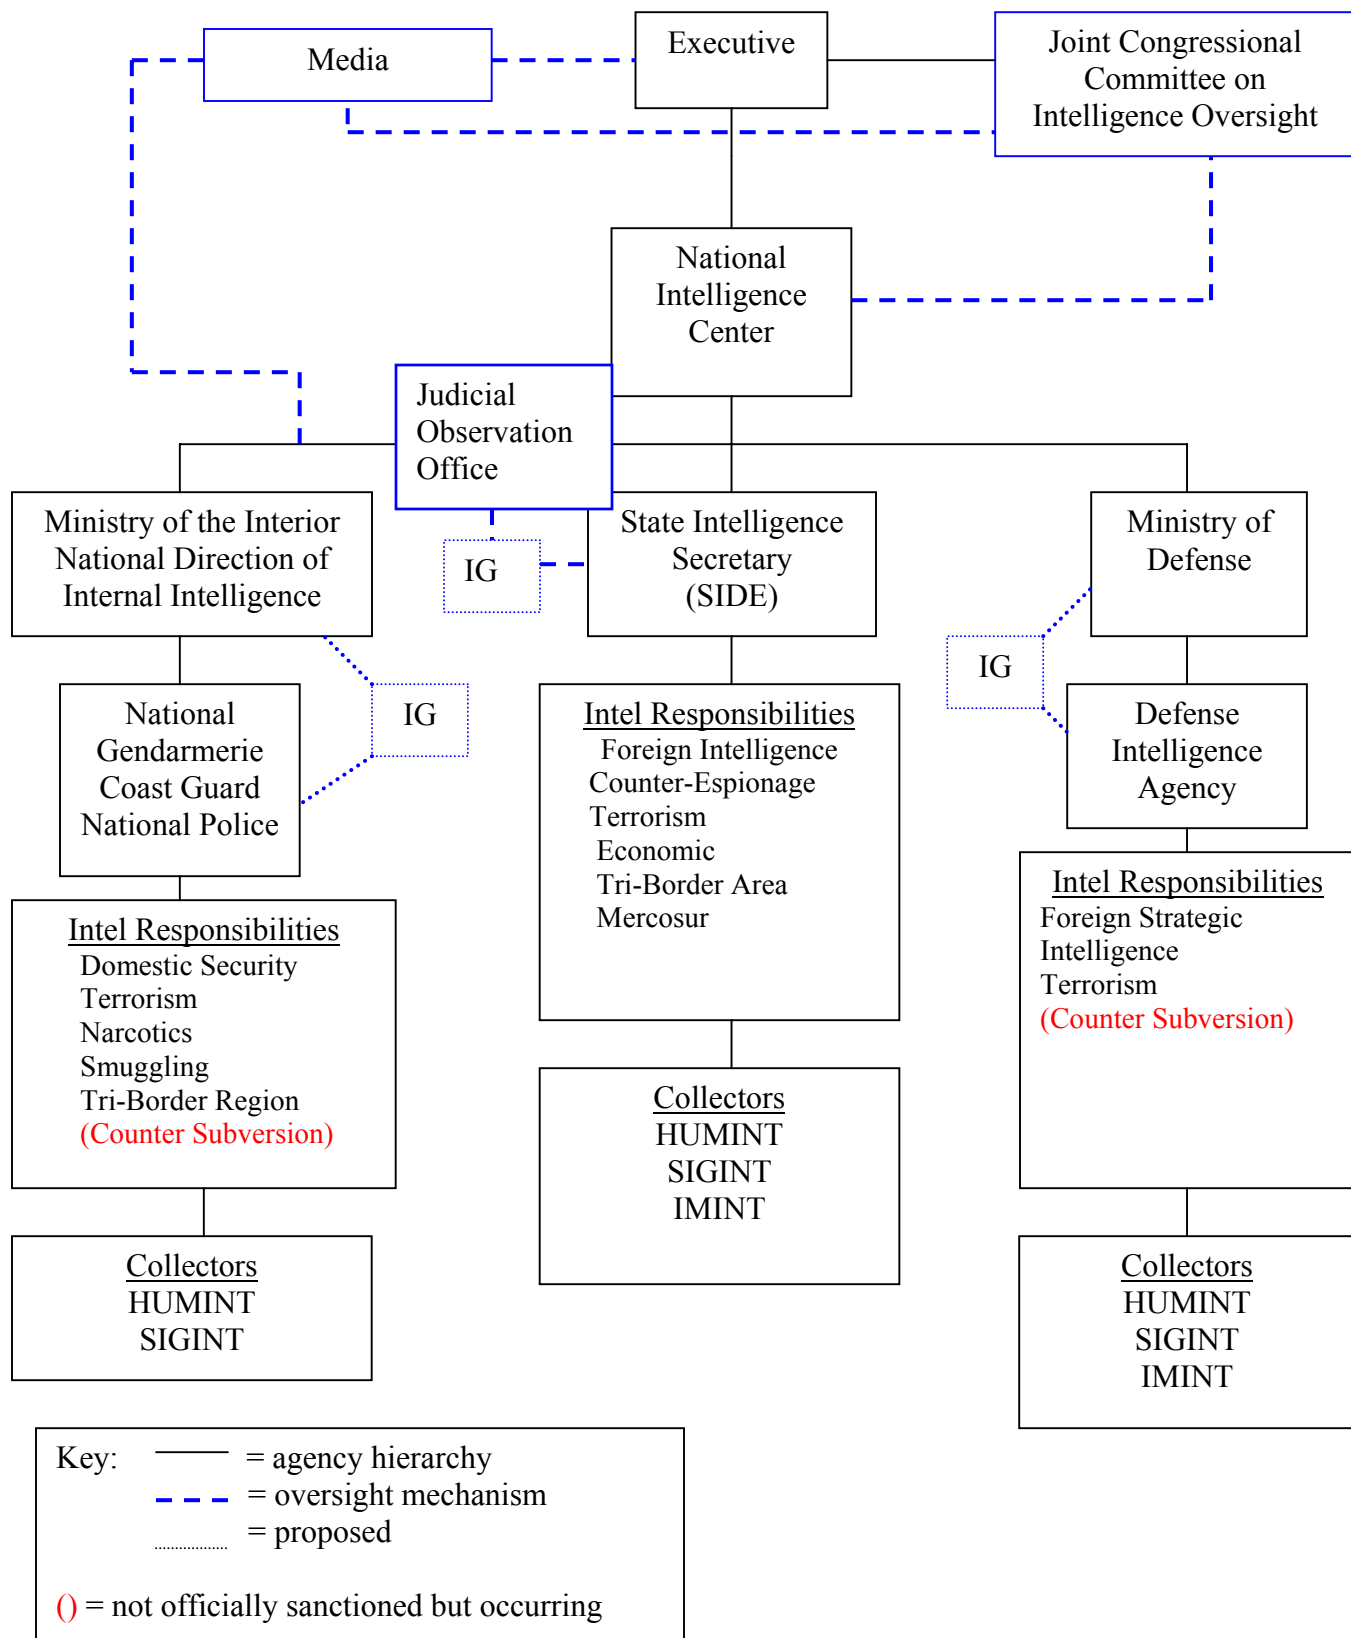 Media
Executive
Joint Congressional
Committee on
Intelligence Oversight
National
Intelligence
Center
Judicial
Observation
Office
Ministry of the Interior
National Direction of
Internal Intelligence
IG
State Intelligence
Secretary
(SIDE)
Ministry of
Defense
National
Gendarmerie
Coast Guard
National Police
IG
Intel Responsibilities
Foreign Intelligence
Counter-Espionage
Terrorism
Economic
Tri-Border Area
Mercosur
IG
Defense
Intelligence
Agency
Intel Responsibilities
Domestic Security
Terrorism
Narcotics
Smuggling
Tri-Border Region
(Counter Subversion)
Intel Responsibilities
Foreign Strategic
Intelligence
Terrorism
(Counter Subversion)
Collectors
HUMINT
SIGINT
IMINT
Collectors
HUMINT
SIGINT
Collectors
HUMINT
SIGINT
IMINT
Key: = agency hierarchy
= oversight mechanism
= proposed
() = not officially sanctioned but occurring